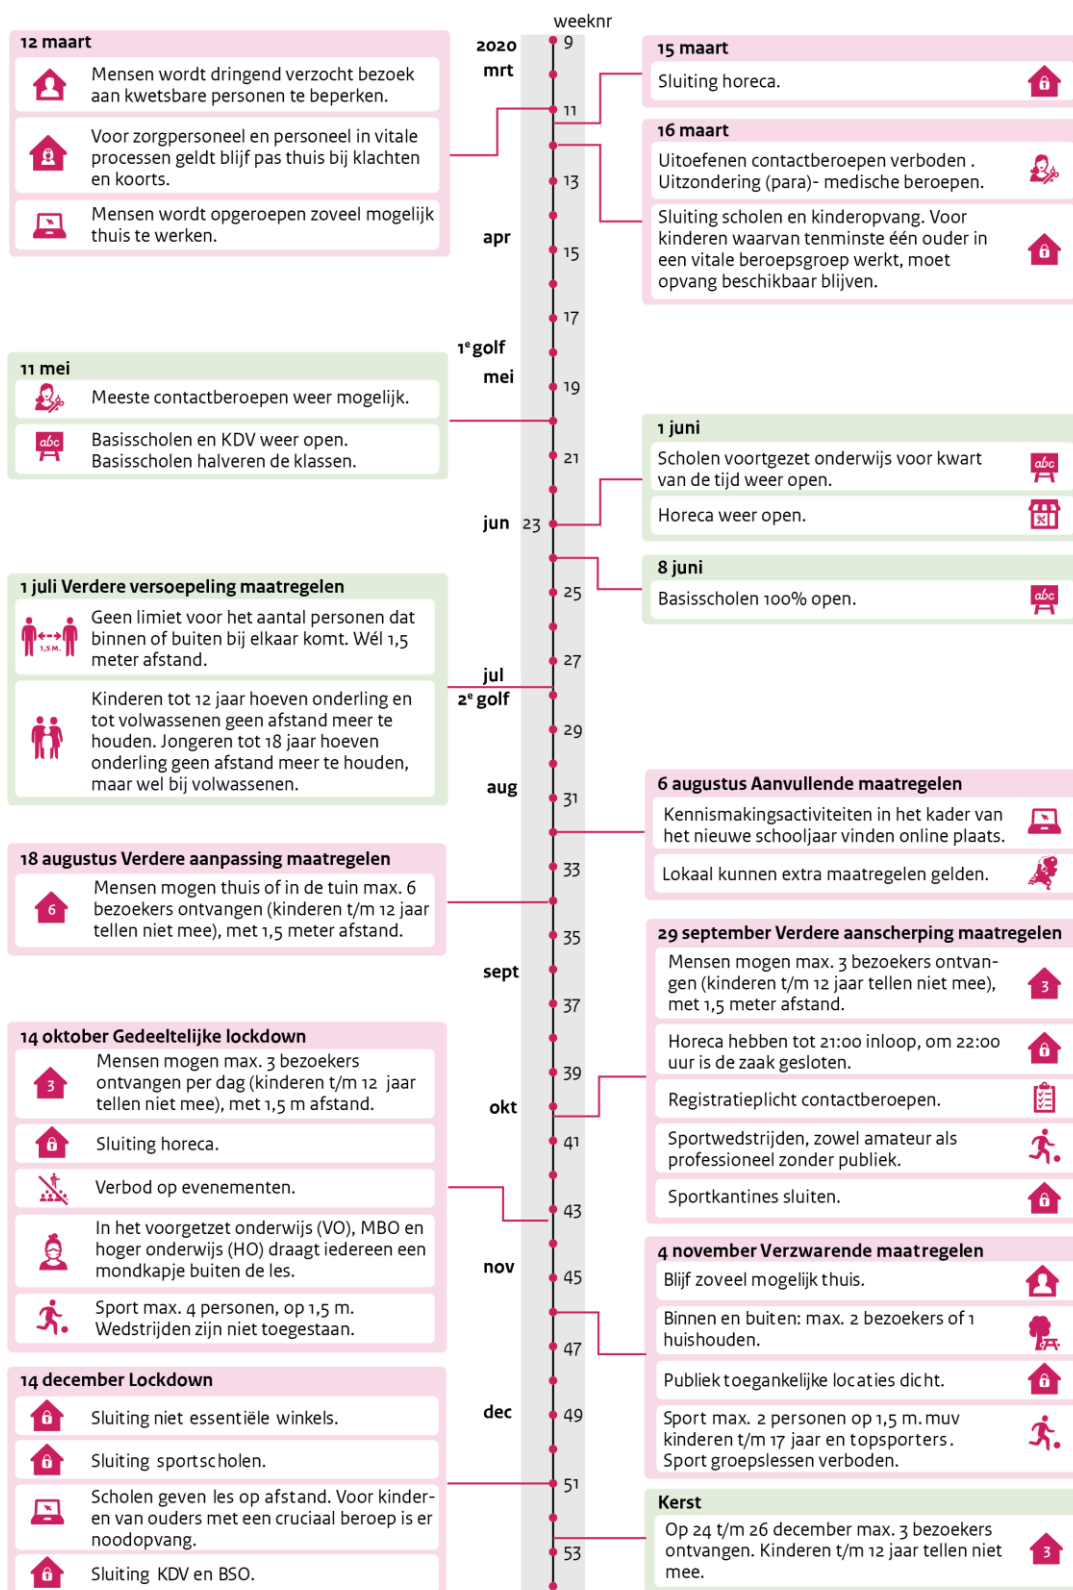 weeknr
2020
mrt
9
11
13
apr
15
17
1e golf
mei
19
21
jun 23
25
27
jul
2e golf
29
aug
31
33
35
sept
37
39
okt
41
43
nov
45
47
dec
49
51
53
12 maart
Mensen wordt dringend verzocht bezoek
aan kwetsbare personen te beperken.
Voor zorgpersoneel en personeel in vitale
processen geldt blijf pas thuis bij klachten
en koorts.
Mensen wordt opgeroepen zoveel mogelijk
thuis te werken.
15 maart
Sluiting horeca.
16 maart
Uitoefenen contactberoepen verboden .
Uitzondering (para)- medische beroepen.
Sluiting scholen en kinderopvang. Voor
kinderen waarvan tenminste één ouder in
een vitale beroepsgroep werkt, moet
opvang beschikbaar blijven.
11 mei
Meeste contactberoepen weer mogelijk.
abc
Basisscholen en KDV weer open.
Basisscholen halveren de klassen.
1 juni
Scholen voortgezet onderwijs voor kwart
van de tijd weer open.
abc
Horeca weer open.
8 juni
Basisscholen 100% open.
abc
1 juli Verdere versoepeling maatregelen
Geen limiet voor het aantal personen dat
binnen of buiten bij elkaar komt. Wél 1,5
meter afstand.
1,5 M.
Kinderen tot 12 jaar hoeven onderling en
tot volwassenen geen afstand meer te
houden. Jongeren tot 18 jaar hoeven
onderling geen afstand meer te houden,
maar wel bij volwassenen.
6 augustus Aanvullende maatregelen
Kennismakingsactiviteiten in het kader van
het nieuwe schooljaar vinden online plaats.
Lokaal kunnen extra maatregelen gelden.
18 augustus Verdere aanpassing maatregelen
Mensen mogen thuis of in de tuin max. 6
bezoekers ontvangen (kinderen t/m 12 jaar
tellen niet mee), met 1,5 meter afstand.
6
29 september Verdere aanscherping maatregelen
Mensen mogen max. 3 bezoekers ontvan-
gen (kinderen t/m 12 jaar tellen niet mee),
met 1,5 meter afstand.
3
Horeca hebben tot 21:00 inloop, om 22:00
uur is de zaak gesloten.
Registratieplicht contactberoepen.
Sportwedstrijden, zowel amateur als
professioneel zonder publiek.
Sportkantines sluiten.
14 oktober Gedeeltelijke lockdown
Mensen mogen max. 3 bezoekers
ontvangen per dag (kinderen t/m 12 jaar
tellen niet mee), met 1,5 m afstand.
3
Sluiting horeca.
Verbod op evenementen.
In het voorgetzet onderwijs (VO), MBO en
hoger onderwijs (HO) draagt iedereen een
mondkapje buiten de les.
Sport max. 4 personen, op 1,5 m.
Wedstrijden zijn niet toegestaan.
4 november Verzwarende maatregelen
Blijf zoveel mogelijk thuis.
Binnen en buiten: max. 2 bezoekers of 1
huishouden.
Publiek toegankelijke locaties dicht.
Sport max. 2 personen op 1,5 m. muv
kinderen t/m 17 jaar en topsporters .
Sport groepslessen verboden.
14 december Lockdown
Sluiting niet essentiële winkels.
Sluiting sportscholen.
Scholen geven les op afstand. Voor kinder-
en van ouders met een cruciaal beroep is er
noodopvang.
Sluiting KDV en BSO.
Kerst
Op 24 t/m 26 december max. 3 bezoekers
ontvangen. Kinderen t/m 12 jaar tellen niet
mee.
3